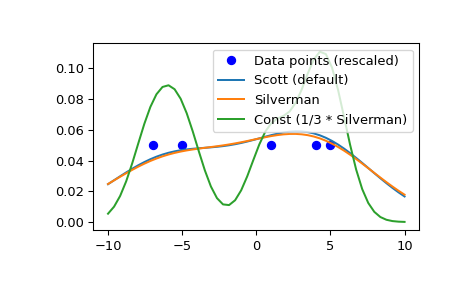 Data points (rescaled)
Scott (default)
Silverman
Const (1/3 * Silverman)
0.10
0.08
0.06
0.04
0.02
0.00
−10
−5
0
5
10